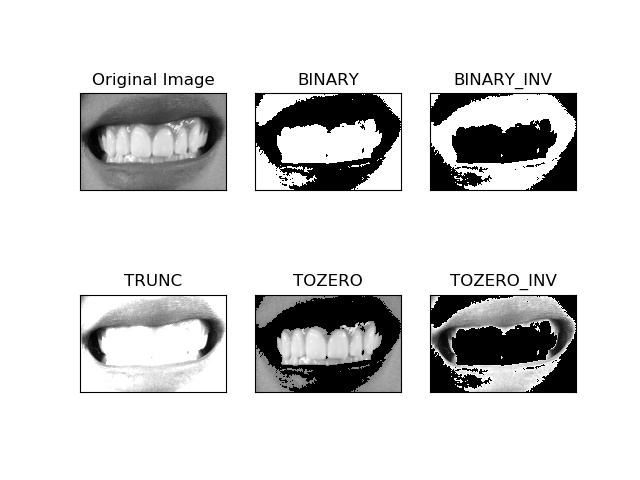 Original Image
BINARY
BINARY_INV
TRUNC
TOZERO
TOZERO_INV